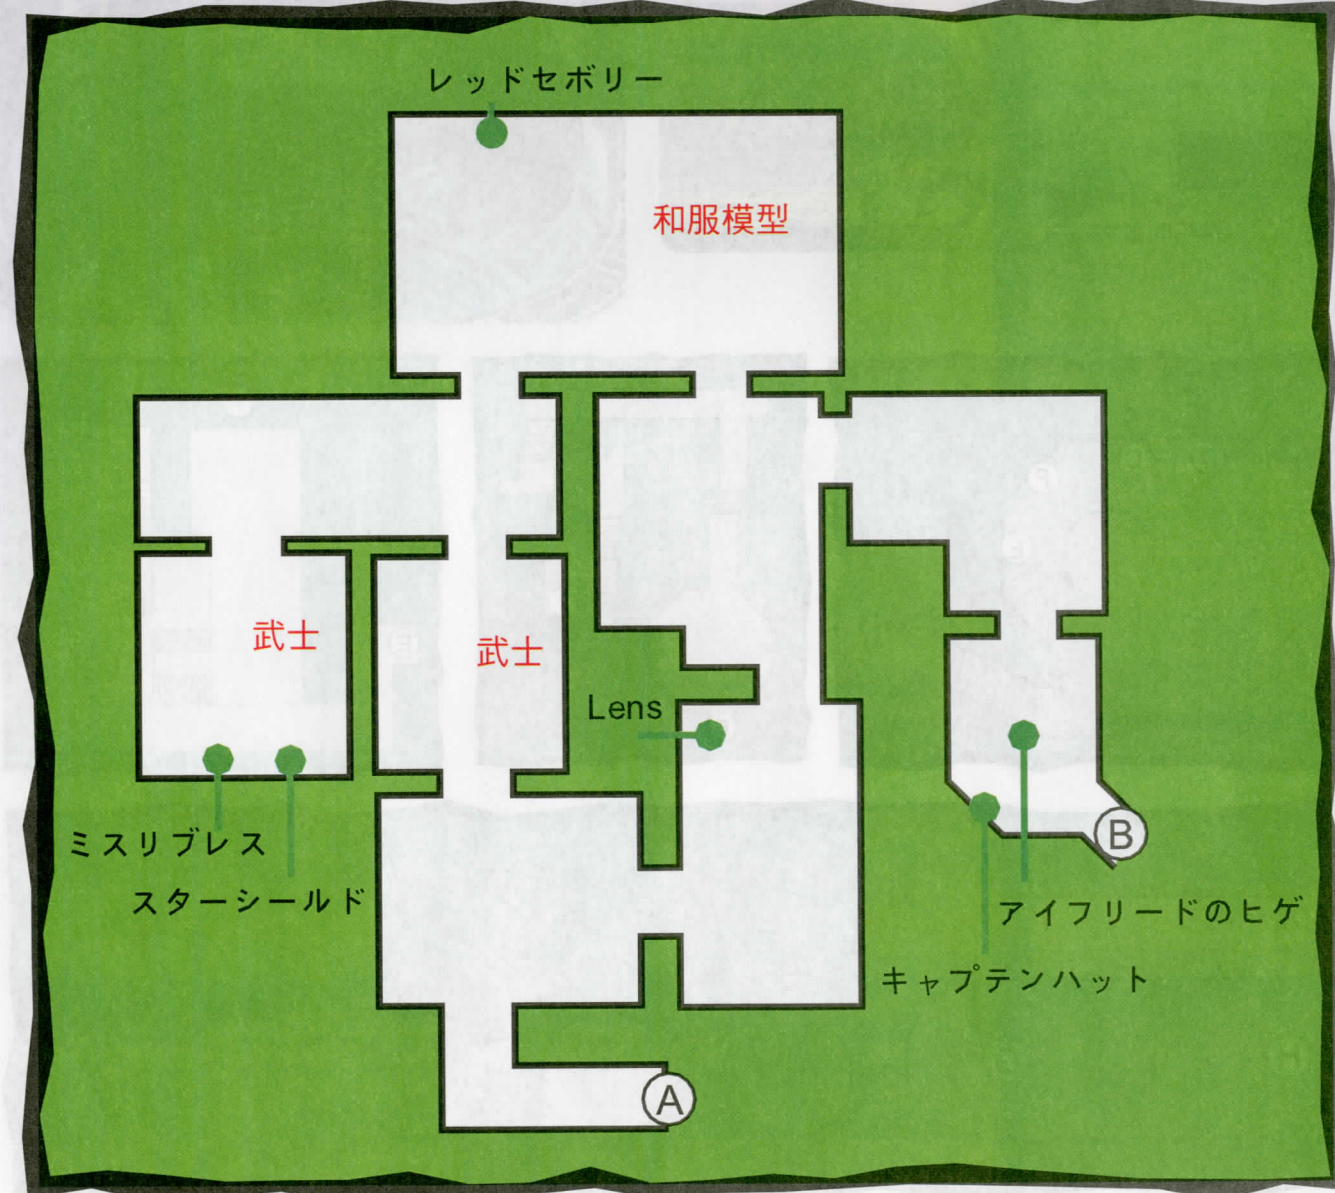 レッドセボリー
和服模型
武士
武士
Lens
ミスリブレス
スターシールド
B
アイフリードのヒゲ
キャプテンハット
A